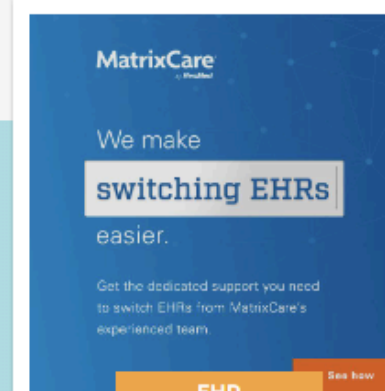 MatrixCare
We make
switching EHRs
easier.
Get the dedicated support you need
to switch EHRs from MatrixCare's
experienced team.
See how
EHR